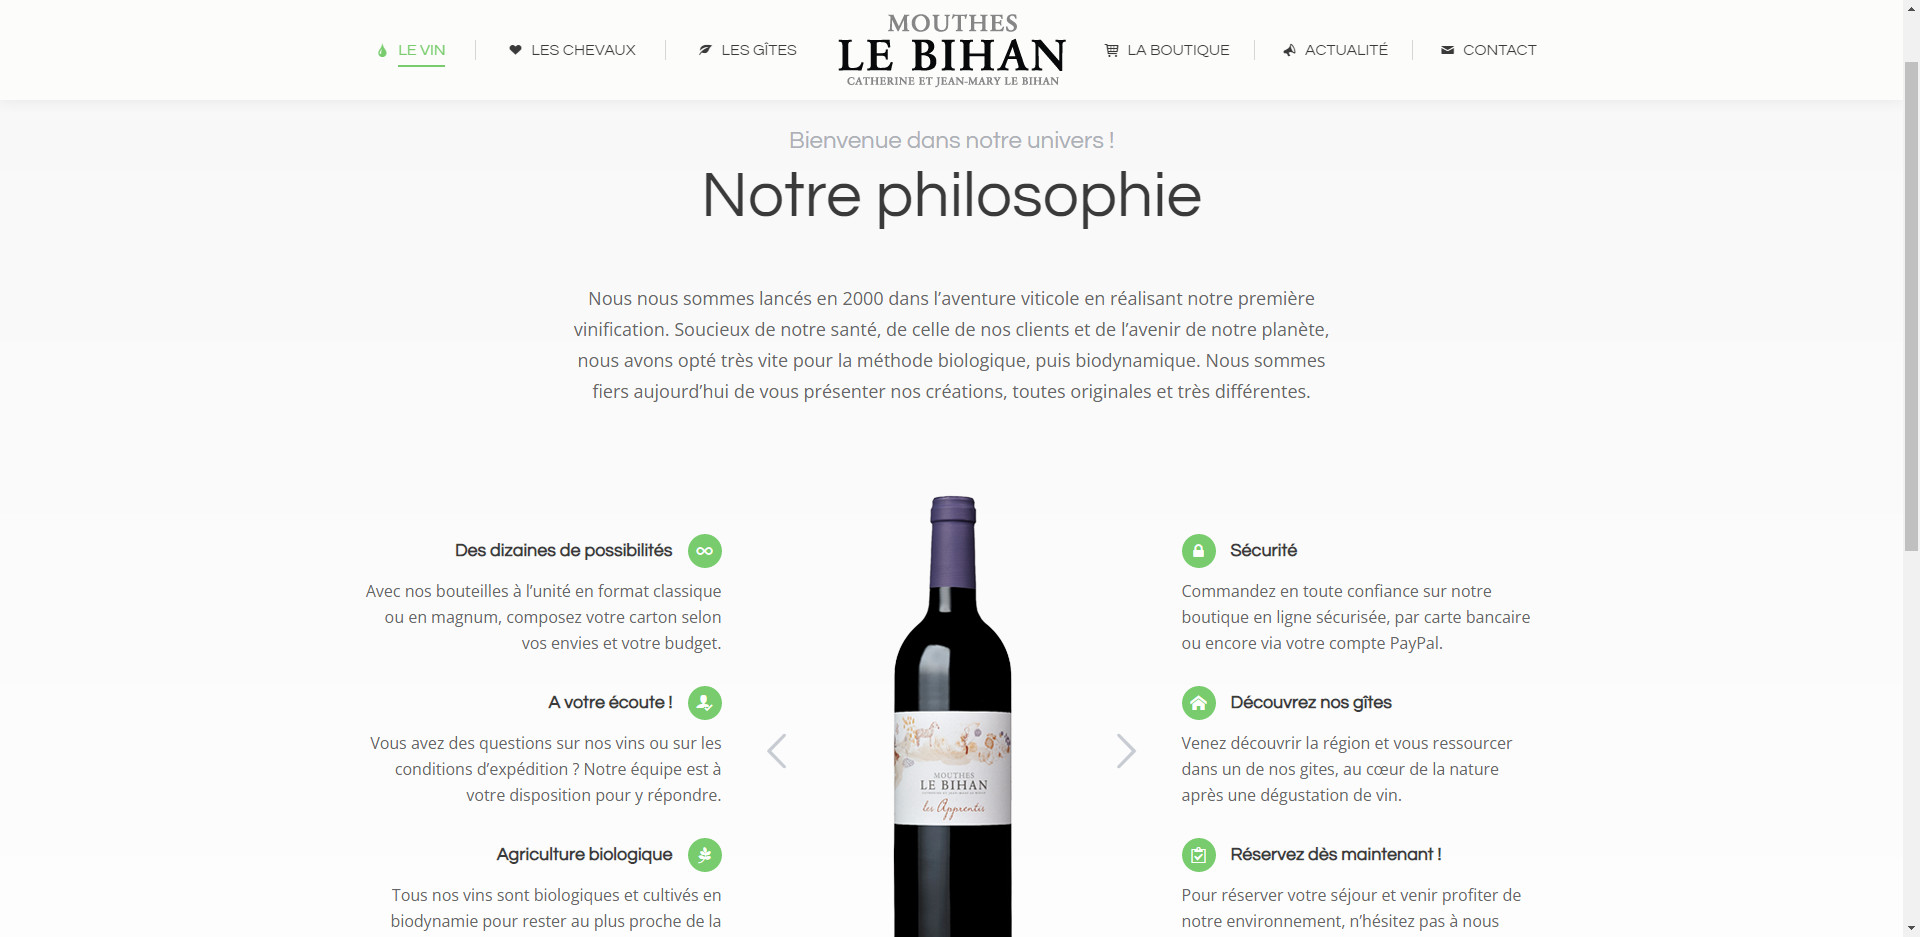 LE VIN
LES CHEVAUX
LES GÎTES
MOUTHES
LE BIHAN
CATHERINE ET JEAN-MARY LE BIHAN
LA BOUTIQUE
ACTUALITÉ
CONTACT
Bienvenue dans notre univers !
Notre philosophie
Nous nous sommes lancés en 2000 dans l’aventure viticole en réalisant notre première
vinification. Soucieux de notre santé, de celle de nos clients et de l’avenir de notre planète,
nous avons opté très vite pour la méthode biologique, puis biodynamique. Nous sommes
fiers aujourd’hui de vous présenter nos créations, toutes originales et très différentes.
Des dizaines de possibilités
Avec nos bouteilles à l’unité en format classique
ou en magnum, composez votre carton selon
vos envies et votre budget.
A votre écoute !
Vous avez des questions sur nos vins ou sur les
conditions d’expédition ? Notre équipe est à
votre disposition pour y répondre.
Agriculture biologique
Tous nos vins sont biologiques et cultivés en
biodynamie pour rester au plus proche de la
MOUTHES
LE BIHAN
les Apprentis
Sécurité
Commandez en toute confiance sur notre
boutique en ligne sécurisée, par carte bancaire
ou encore via votre compte PayPal.
Découvrez nos gîtes
Venez découvrir la région et vous ressourcer
dans un de nos gites, au cœur de la nature
après une dégustation de vin.
Réservez dès maintenant !
Pour réserver votre séjour et venir profiter de
notre environnement, n’hésitez pas à nous